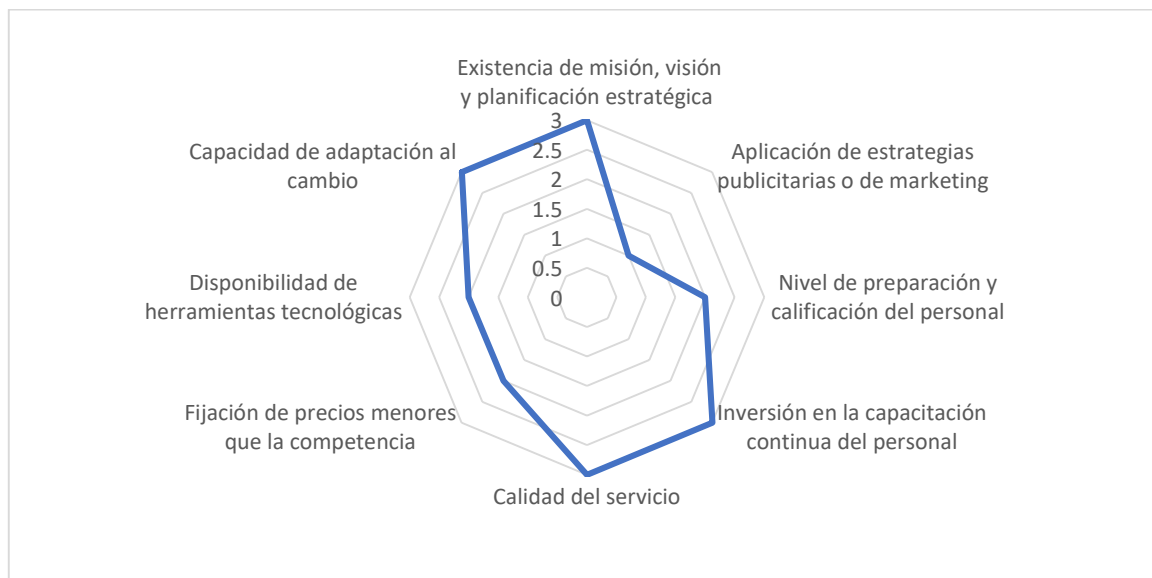 Existencia de misión, visión
y planificación estratégica
3
2.5
2
1.5
1
0.5
0
Aplicación de estrategias
publicitarias o de marketing
Nivel de preparación y
calificación del personal
Inversión en la capacitación
continua del personal
Calidad del servicio
Fijación de precios menores
que la competencia
Disponibilidad de
herramientas tecnológicas
Capacidad de adaptación al
cambio